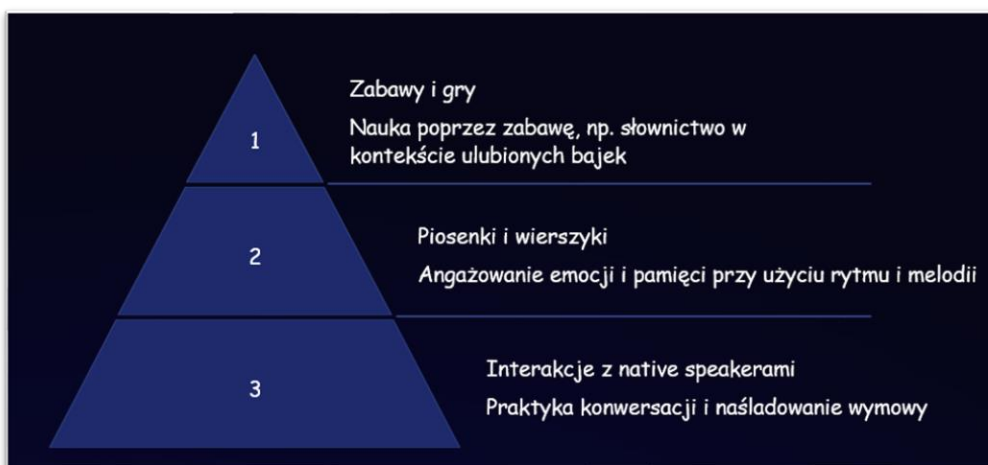 1
Zabawy i gry
Nauka poprzez zabawę, np. słownictwo w
kontekście ulubionych bajek
2
Piosenki i wierszyki
Angażowanie emocji i pamięci przy użyciu rytmu i melodii
3
Interakcje z native speakerami
Praktyka konwersacji i naśladowanie wymowy